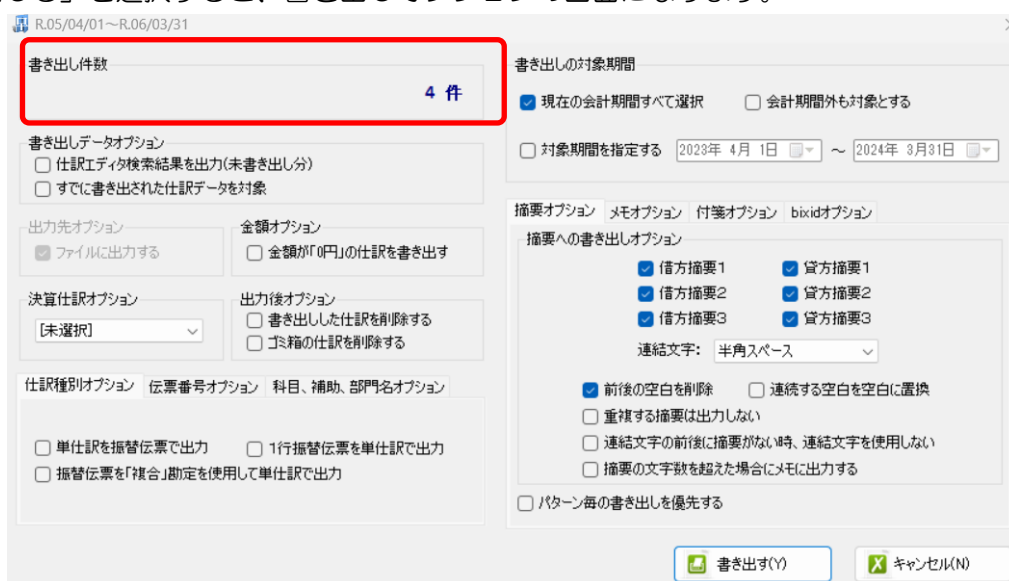 R.05/04/01～R.06/03/31
書き出し件数
4 件
書き出しデータオプション
仕訳エディタ検索結果を出力(未書き出し分)
すでに書き出された仕訳データを対象
出力先オプション
ファイルに出力する
金額オプション
金額が「0円」の仕訳を書き出す
決算仕訳オプション
[未選択]
出力後オプション
書き出しした仕訳を削除する
ゴミ箱の仕訳を削除する
仕訳種別オプション 伝票番号オプション 科目、補助、部門名オプション
単仕訳を振替伝票で出力 1行振替伝票を単仕訳で出力
振替伝票を「複合」勘定を使用して単仕訳で出力
書き出しの対象期間
現在の会計期間すべて選択 会計期間外も対象とする
対象期間を指定する 2023年 4月 1日 ～ 2024年 3月31日
摘要オプション メモオプション 付箋オプション bixidオプション
摘要への書き出しオプション
借方摘要1 貸方摘要1
借方摘要2 貸方摘要2
借方摘要3 貸方摘要3
連結文字: 半角スペース
前後の空白を削除 連続する空白を空白に置換
重複する摘要は出力しない
連結文字の前後に摘要がない時、連結文字を使用しない
摘要の文字数を超えた場合にメモに出力する
パターン毎の書き出しを優先する
書き出す(Y) キャンセル(N)